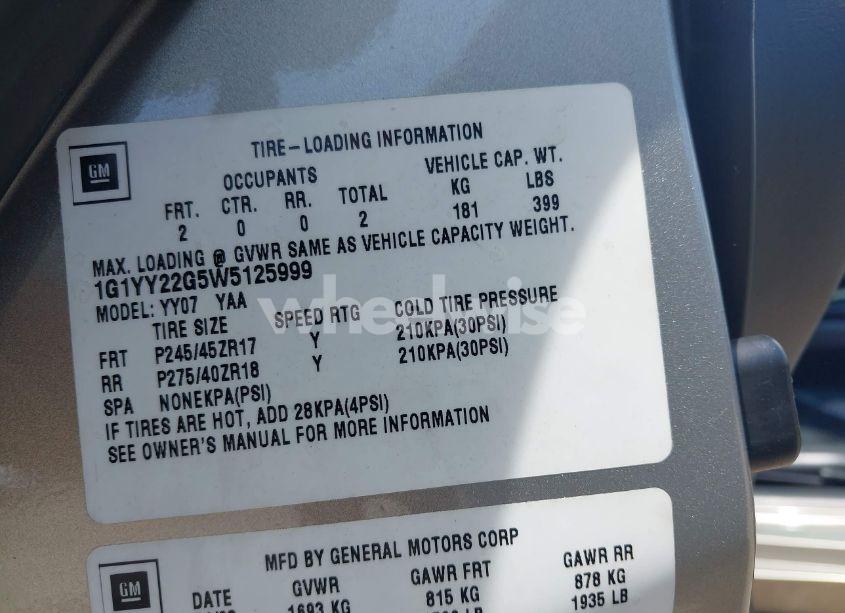 GM
TIRE-LOADING INFORMATION
OCCUPANTS VEHICLE CAP. WT.
FRT. CTR. RR. TOTAL KG LBS
2 0 0 2 181 399
MAX. LOADING @ GVWR SAME AS VEHICLE CAPACITY WEIGHT.
1G1YY22G5W5125999
MODEL: YY07 YAA
TIRE SIZE SPEED RTG COLD TIRE PRESSURE
FRT P245/45ZR17 Y 210KPA(30PSI)
RR P275/40ZR18 Y 210KPA(30PSI)
SPA NONEKPA(PSI)
IF TIRES ARE HOT, ADD 28KPA(4PSI)
SEE OWNER'S MANUAL FOR MORE INFORMATION
GM
MFD BY GENERAL MOTORS CORP
DATE GVWR GAWR FRT GAWR RR
1693 KG 815 KG 878 KG
1935 LB